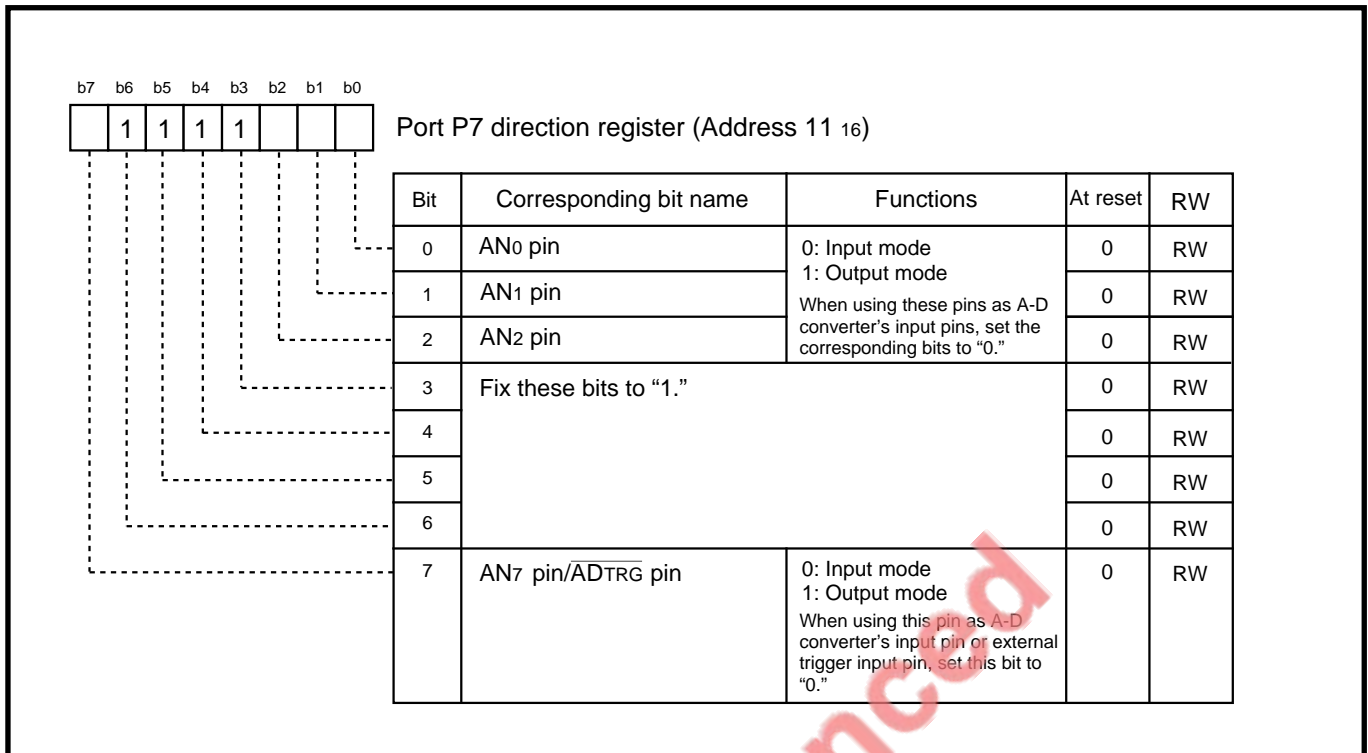 b7 b6 b5 b4 b3 b2 b1 b0
1 1 1 1
Port P7 direction register (Address 11 16)
Bit Corresponding bit name Functions At reset RW
0 AN0 pin 0: Input mode 0 RW
1: Output mode
1 AN1 pin When using these pins as A-D 0 RW
converter's input pins, set the
2 AN2 pin corresponding bits to “0.” 0 RW
3 Fix these bits to “1.” 0 RW
4 0 RW
5 0 RW
6 0 RW
7 AN7 pin/ADTRG pin 0: Input mode 0 RW
1: Output mode
When using this pin as A-D
converter's input pin or external
trigger input pin, set this bit to
“0.”
nced